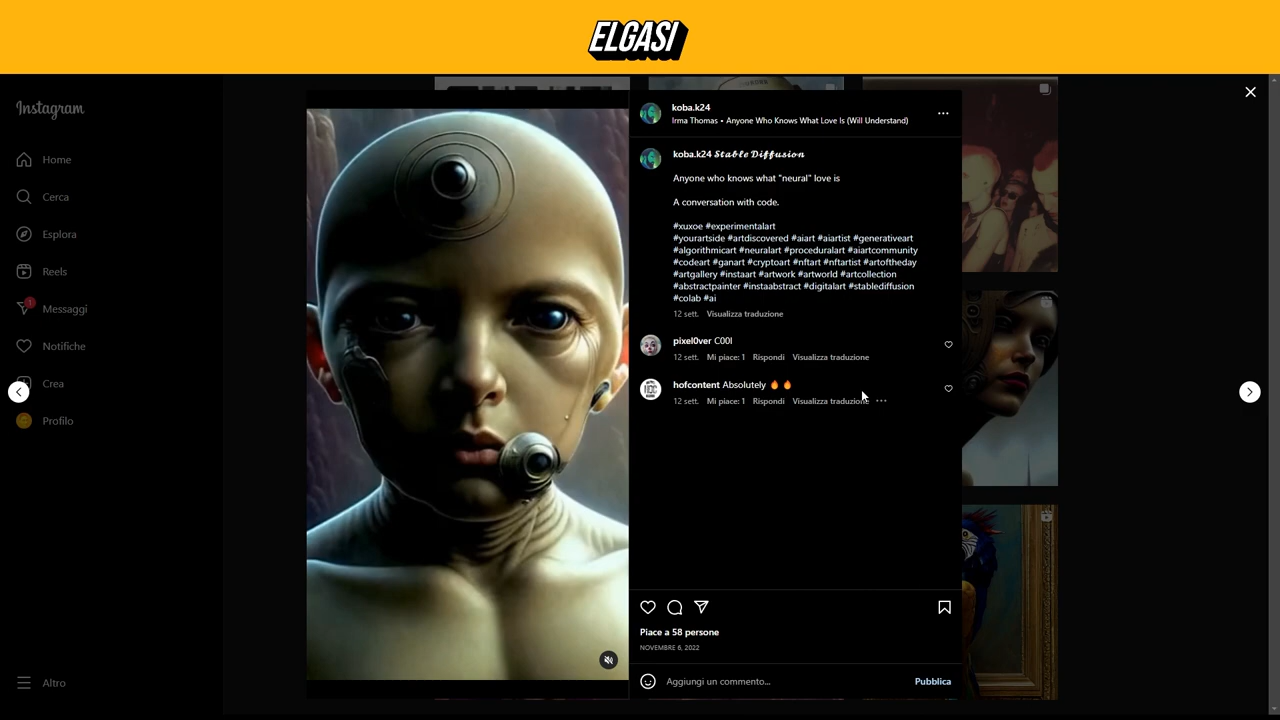 ELGASI
Instagram
Home
Cerca
Esplora
Reels
1
Messaggi
Notifiche
Crea
Profilo
Altro
koba.k24
Irma Thomas • Anyone Who Knows What Love Is (Will Understand)
koba.k24 𝓢𝓽𝓪𝓫𝓵𝓮 𝓓𝓲𝓯𝓯𝓾𝓼𝓲𝓸𝓷
Anyone who knows what "neural" love is
A conversation with code.
#xuxoe #experimentalart
#yourartside #artdiscovered #aiart #aiartist #generativeart
#algorithmicart #neuralart #proceduralart #aiartcommunity
#codeart #ganart #cryptoart #nftart #nftartist #artoftheday
#artgallery #instaart #artwork #artworld #artcollection
#abstractpainter #instaabstract #digitalart #stablediffusion
#colab #ai
12 sett. Visualizza traduzione
pixel0ver C00l
12 sett. Mi piace: 1 Rispondi Visualizza traduzione
hofcontent Absolutely 🔥🔥
12 sett. Mi piace: 1 Rispondi Visualizza traduzione
Piace a 58 persone
NOVEMBRE 6, 2022
Aggiungi un commento...
Pubblica